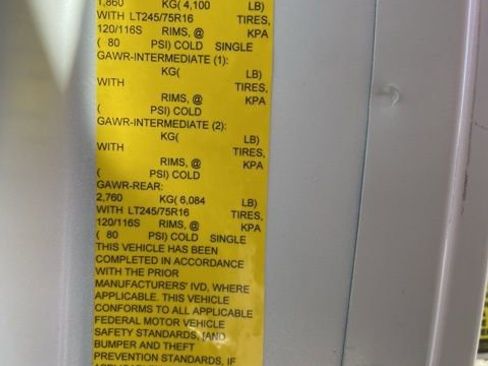 1,860 KG( 4,100 LB)
WITH LT245/75R16 TIRES,
120/116S RIMS, @ KPA
( 80 PSI) COLD SINGLE
GAWR-INTERMEDIATE (1):
KG( LB)
WITH TIRES,
RIMS, @ KPA
( PSI) COLD
GAWR-INTERMEDIATE (2):
KG( LB)
WITH TIRES,
RIMS, @ KPA
( PSI) COLD
GAWR-REAR:
2,760 KG( 6,084 LB)
WITH LT245/75R16 TIRES,
120/116S RIMS, @ KPA
( 80 PSI) COLD SINGLE
THIS VEHICLE HAS BEEN
COMPLETED IN ACCORDANCE
WITH THE PRIOR
MANUFACTURERS' IVD, WHERE
APPLICABLE. THIS VEHICLE
CONFORMS TO ALL APPLICABLE
FEDERAL MOTOR VEHICLE
SAFETY STANDARDS, [AND
BUMPER AND THEFT
PREVENTION STANDARDS, IF